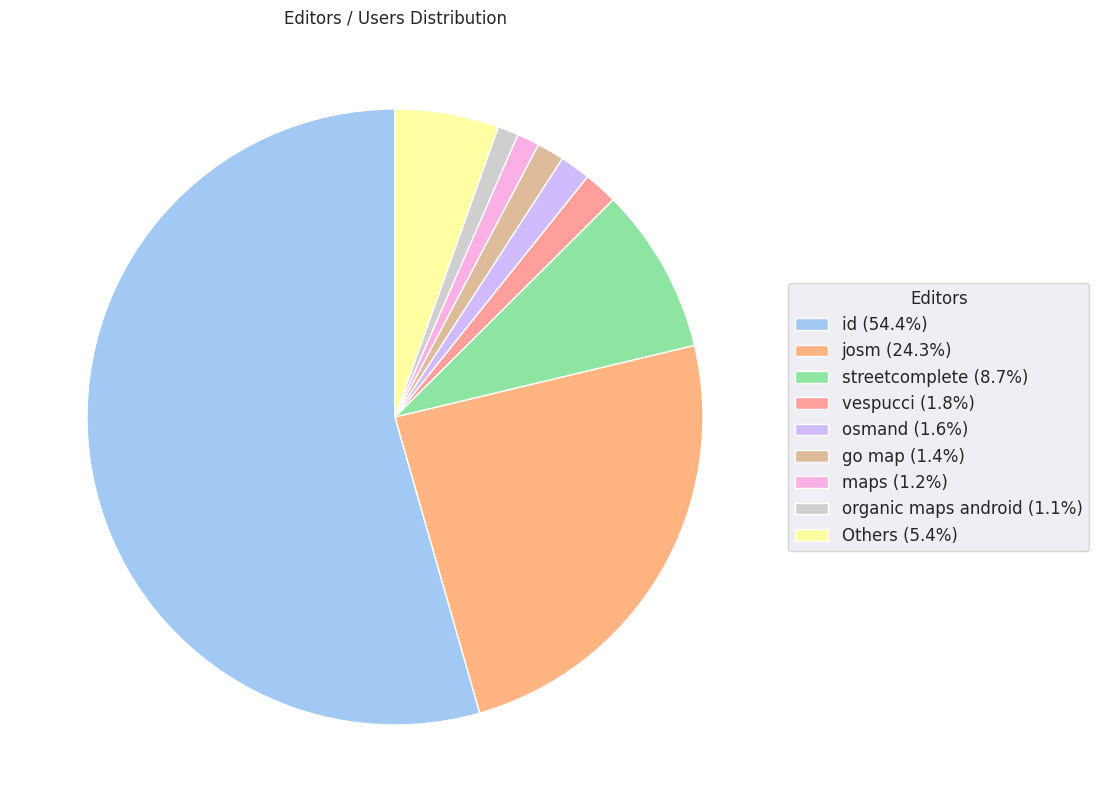 Editors / Users Distribution
Editors
id (54.4%)
josm (24.3%)
streetcomplete (8.7%)
vespucci (1.8%)
osmand (1.6%)
go map (1.4%)
maps (1.2%)
organic maps android (1.1%)
Others (5.4%)